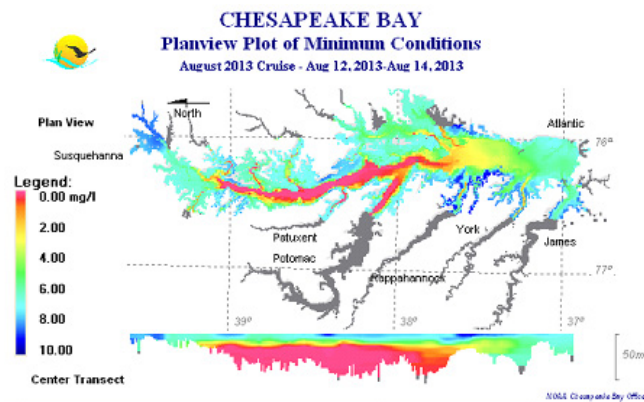 CHESAPEAKE BAY
Planview Plot of Minimum Conditions
August 2013 Cruise - Aug 12, 2013-Aug 14, 2013
North
Atlantic
Plan View
76°
Susquehanna
Legend:
0.00 mg/l
2.00
4.00
6.00
8.00
10.00
Patuxent
York
James
Potomac
Rappahannock
77°
39°
38°
37°
50m
Center Transect
NOAA Chesapeake Bay Office